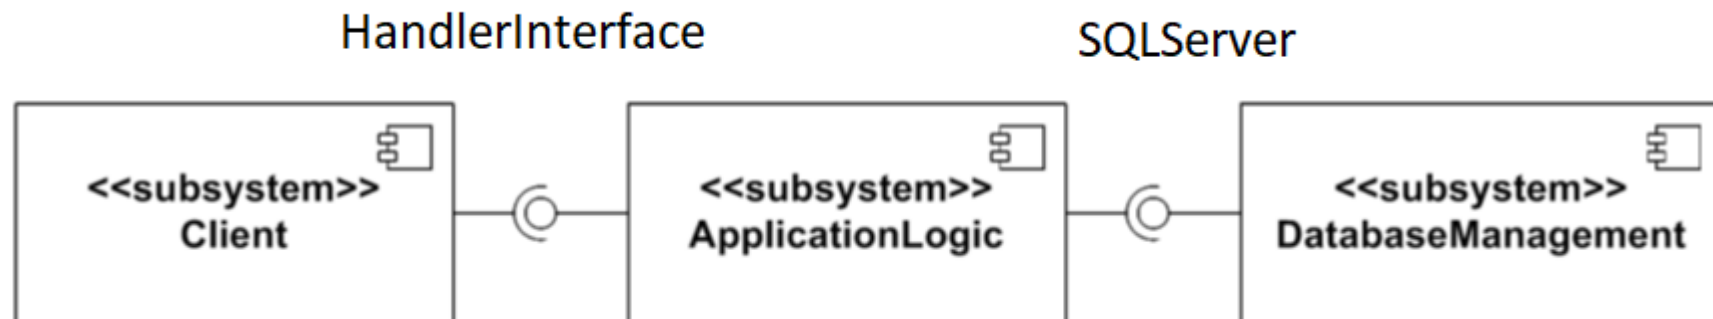 HandlerInterface
SQLServer
<<subsystem>>
Client
<<subsystem>>
ApplicationLogic
<<subsystem>>
DatabaseManagement